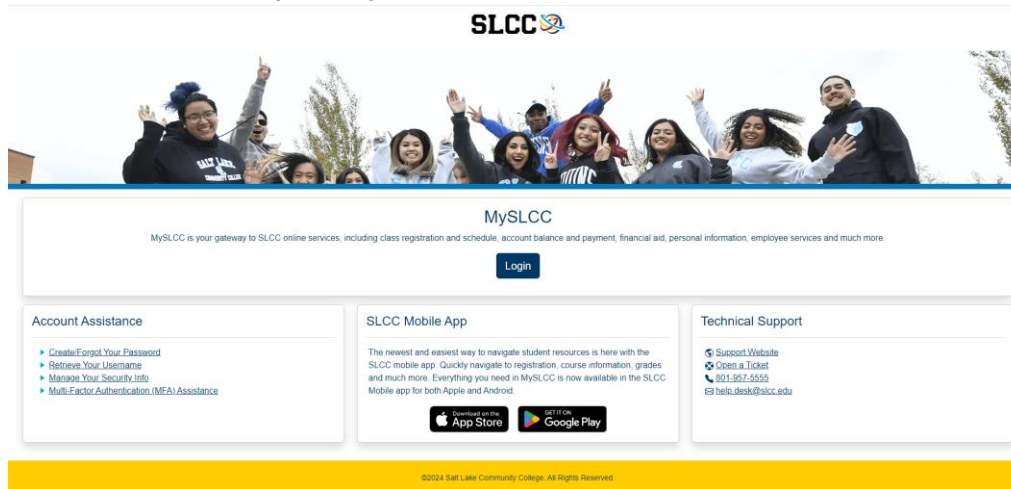 SLCC
SALT LAKE
COMMUNITY COLLEGE
MySLCC
MySLCC is your gateway to SLCC online services, including class registration and schedule, account balance and payment, financial aid, personal information, employee services and much more.
Login
Account Assistance
Create/Forgot Your Password
Retrieve Your Username
Manage Your Security Info
Multi-Factor Authentication (MFA) Assistance
SLCC Mobile App
The newest and easiest way to navigate student resources is here with the
SLCC mobile app. Quickly navigate to registration, course information, grades
and much more. Everything you need in MySLCC is now available in the SLCC
Mobile app for both Apple and Android.
Download on the
App Store
GET IT ON
Google Play
Technical Support
Support Website
Open a Ticket
801-957-5555
help.desk@slcc.edu
©2024 Salt Lake Community College. All Rights Reserved